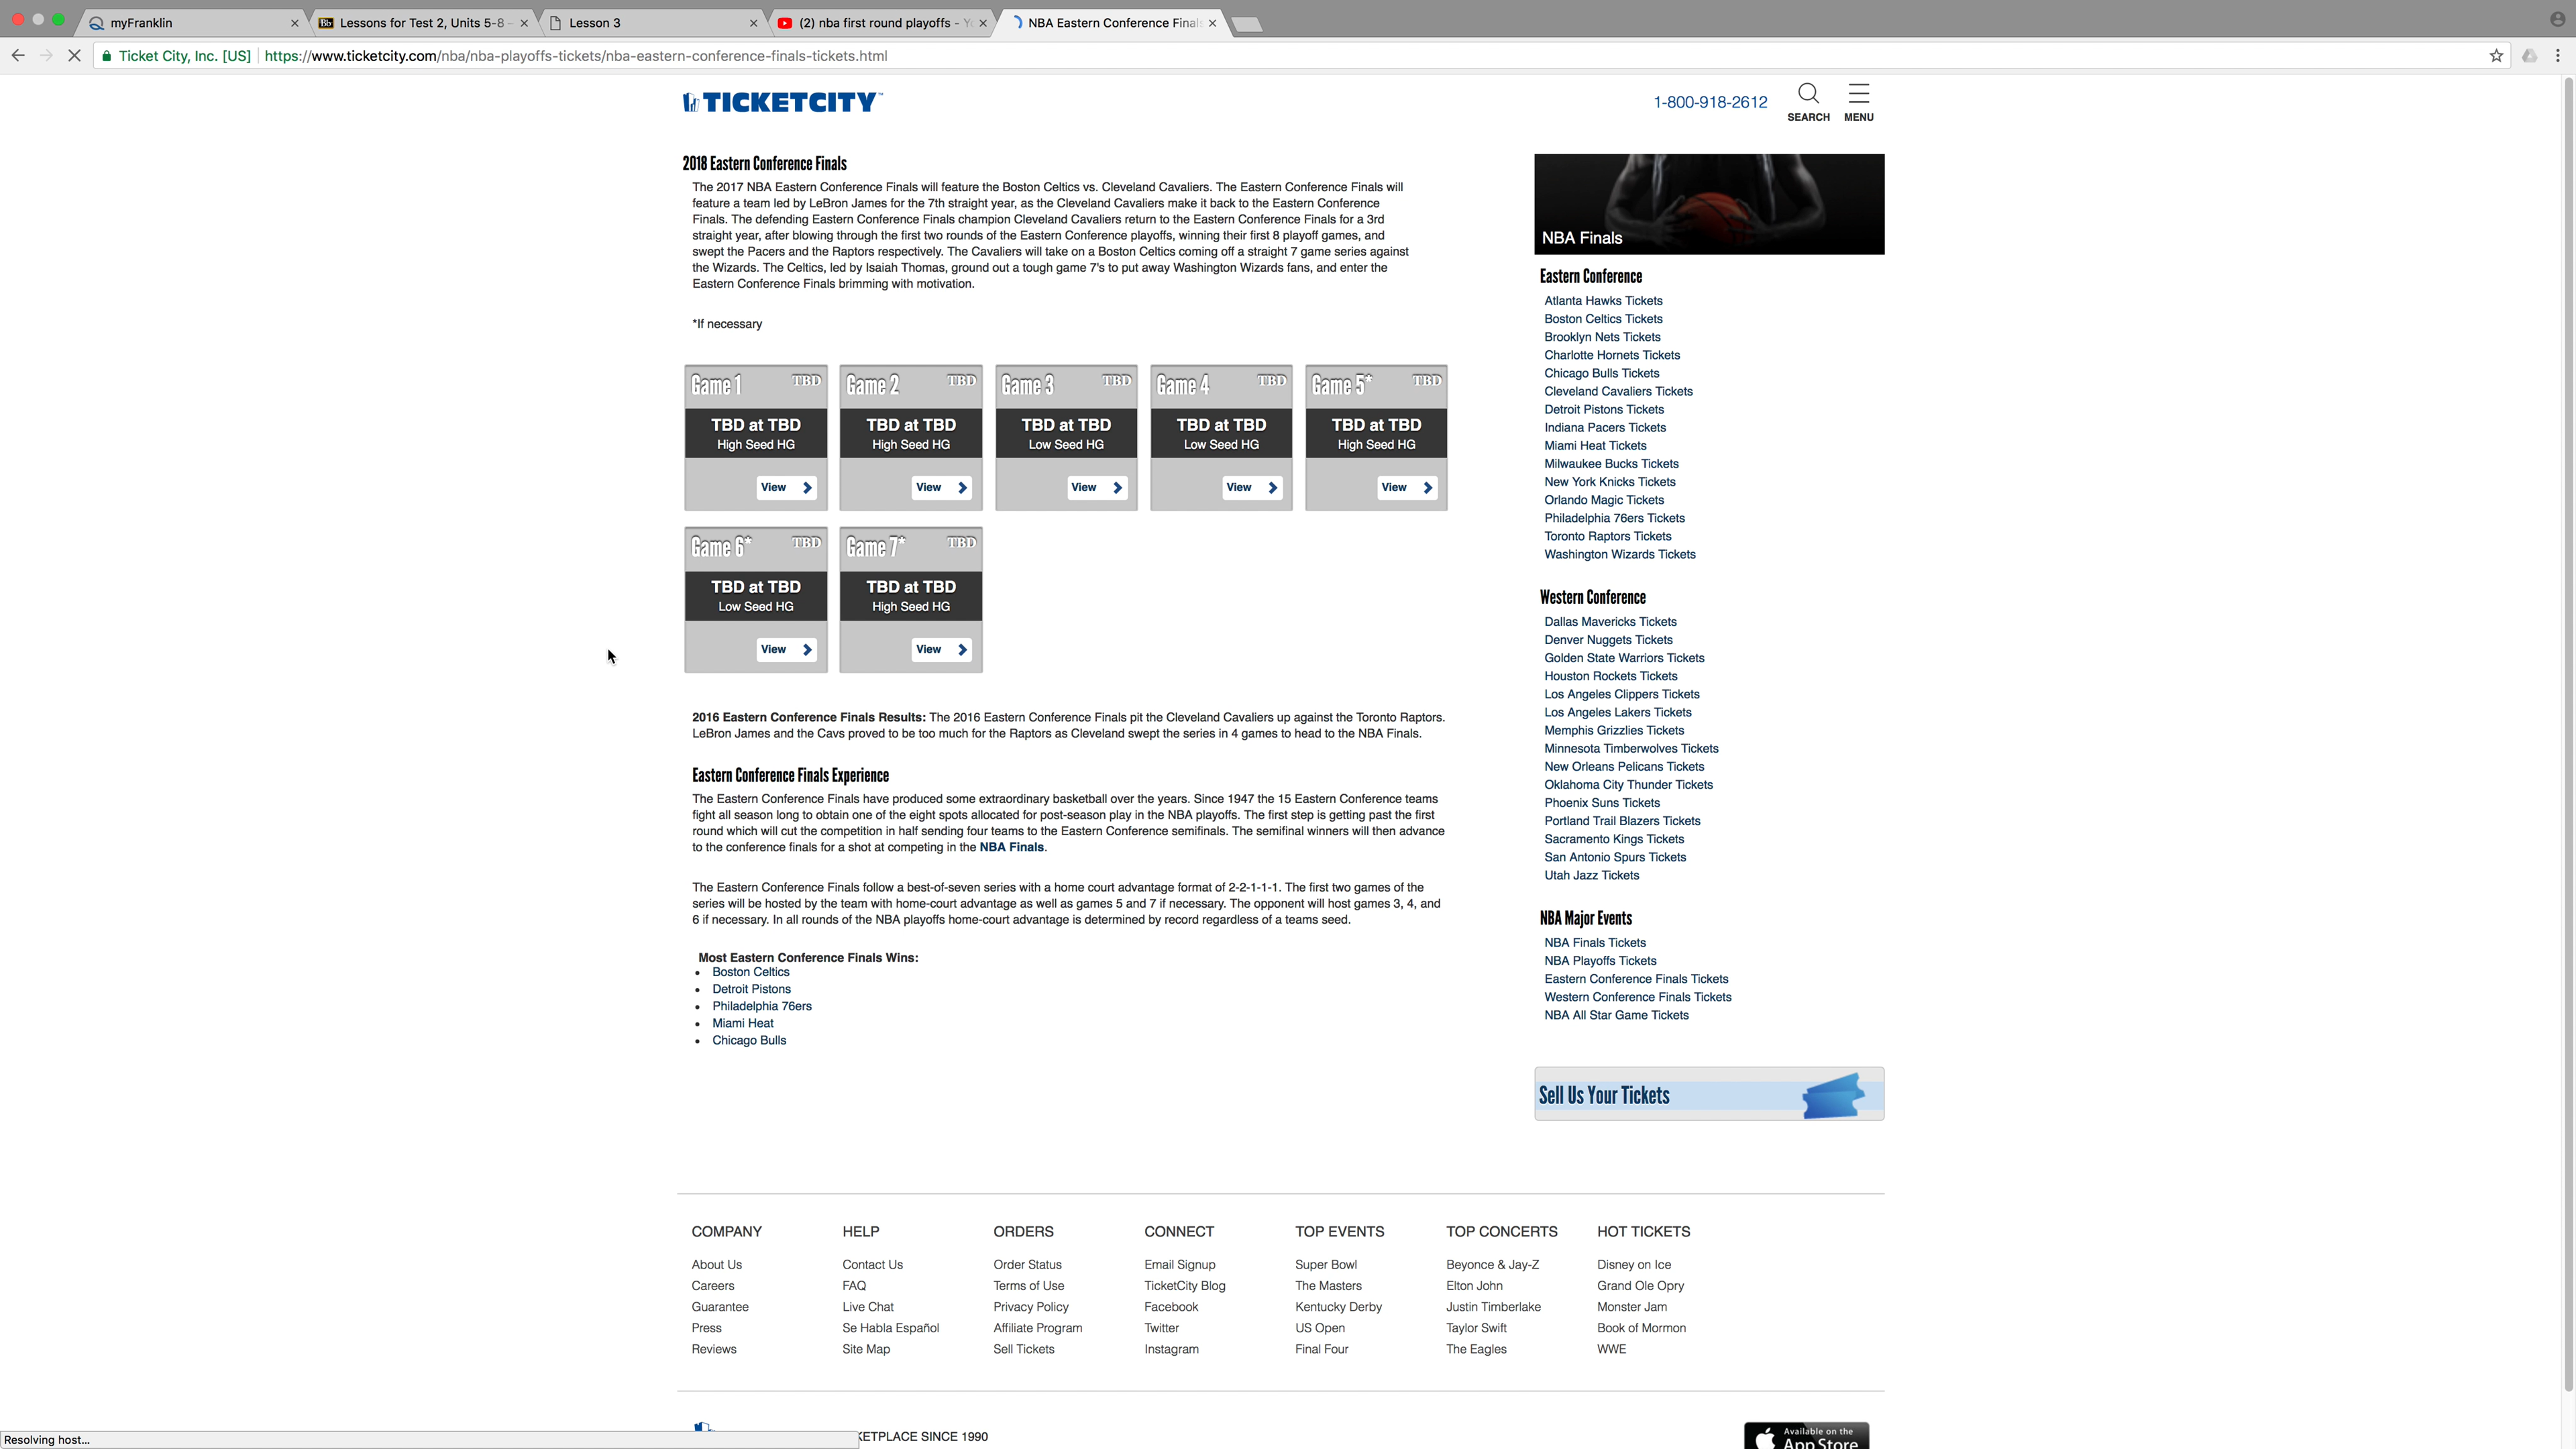 myFranklin
Bb Lessons for Test 2, Units 5-8 -
Lesson 3
(2) nba first round playoffs -
NBA Eastern Conference Finals
Ticket City, Inc. [US] https://www.ticketcity.com/nba/nba-playoffs-tickets/nba-eastern-conference-finals-tickets.html
TICKETCITY™
1-800-918-2612
SEARCH
MENU
2018 Eastern Conference Finals
The 2017 NBA Eastern Conference Finals will feature the Boston Celtics vs. Cleveland Cavaliers. The Eastern Conference Finals will
feature a team led by LeBron James for the 7th straight year, as the Cleveland Cavaliers make it back to the Eastern Conference
Finals. The defending Eastern Conference Finals champion Cleveland Cavaliers return to the Eastern Conference Finals for a 3rd
straight year, after blowing through the first two rounds of the Eastern Conference playoffs, winning their first 8 playoff games, and
swept the Pacers and the Raptors respectively. The Cavaliers will take on a Boston Celtics coming off a straight 7 game series against
the Wizards. The Celtics, led by Isaiah Thomas, ground out a tough game 7's to put away Washington Wizards fans, and enter the
Eastern Conference Finals brimming with motivation.
*If necessary
Game 1 TBD
TBD at TBD
High Seed HG
View
Game 2 TBD
TBD at TBD
High Seed HG
View
Game 3 TBD
TBD at TBD
Low Seed HG
View
Game 4 TBD
TBD at TBD
Low Seed HG
View
Game 5* TBD
TBD at TBD
High Seed HG
View
Game 6* TBD
TBD at TBD
Low Seed HG
View
Game 7* TBD
TBD at TBD
High Seed HG
View
2016 Eastern Conference Finals Results: The 2016 Eastern Conference Finals pit the Cleveland Cavaliers up against the Toronto Raptors.
LeBron James and the Cavs proved to be too much for the Raptors as Cleveland swept the series in 4 games to head to the NBA Finals.
Eastern Conference Finals Experience
The Eastern Conference Finals have produced some extraordinary basketball over the years. Since 1947 the 15 Eastern Conference teams
fight all season long to obtain one of the eight spots allocated for post-season play in the NBA playoffs. The first step is getting past the first
round which will cut the competition in half sending four teams to the Eastern Conference semifinals. The semifinal winners will then advance
to the conference finals for a shot at competing in the NBA Finals.
The Eastern Conference Finals follow a best-of-seven series with a home court advantage format of 2-2-1-1-1. The first two games of the
series will be hosted by the team with home-court advantage as well as games 5 and 7 if necessary. The opponent will host games 3, 4, and
6 if necessary. In all rounds of the NBA playoffs home-court advantage is determined by record regardless of a teams seed.
Most Eastern Conference Finals Wins:
• Boston Celtics
• Detroit Pistons
• Philadelphia 76ers
• Miami Heat
• Chicago Bulls
NBA Finals
Eastern Conference
Atlanta Hawks Tickets
Boston Celtics Tickets
Brooklyn Nets Tickets
Charlotte Hornets Tickets
Chicago Bulls Tickets
Cleveland Cavaliers Tickets
Detroit Pistons Tickets
Indiana Pacers Tickets
Miami Heat Tickets
Milwaukee Bucks Tickets
New York Knicks Tickets
Orlando Magic Tickets
Philadelphia 76ers Tickets
Toronto Raptors Tickets
Washington Wizards Tickets
Western Conference
Dallas Mavericks Tickets
Denver Nuggets Tickets
Golden State Warriors Tickets
Houston Rockets Tickets
Los Angeles Clippers Tickets
Los Angeles Lakers Tickets
Memphis Grizzlies Tickets
Minnesota Timberwolves Tickets
New Orleans Pelicans Tickets
Oklahoma City Thunder Tickets
Phoenix Suns Tickets
Portland Trail Blazers Tickets
Sacramento Kings Tickets
San Antonio Spurs Tickets
Utah Jazz Tickets
NBA Major Events
NBA Finals Tickets
NBA Playoffs Tickets
Eastern Conference Finals Tickets
Western Conference Finals Tickets
NBA All Star Game Tickets
Sell Us Your Tickets
COMPANY
About Us
Careers
Guarantee
Press
Reviews
HELP
Contact Us
FAQ
Live Chat
Se Habla Español
Site Map
ORDERS
Order Status
Terms of Use
Privacy Policy
Affiliate Program
Sell Tickets
CONNECT
Email Signup
TicketCity Blog
Facebook
Twitter
Instagram
TOP EVENTS
Super Bowl
The Masters
Kentucky Derby
US Open
Final Four
TOP CONCERTS
Beyonce & Jay-Z
Elton John
Justin Timberlake
Taylor Swift
The Eagles
HOT TICKETS
Disney on Ice
Grand Ole Opry
Monster Jam
Book of Mormon
WWE
KETPLACE SINCE 1990
Available on the
App Store
Resolving host...